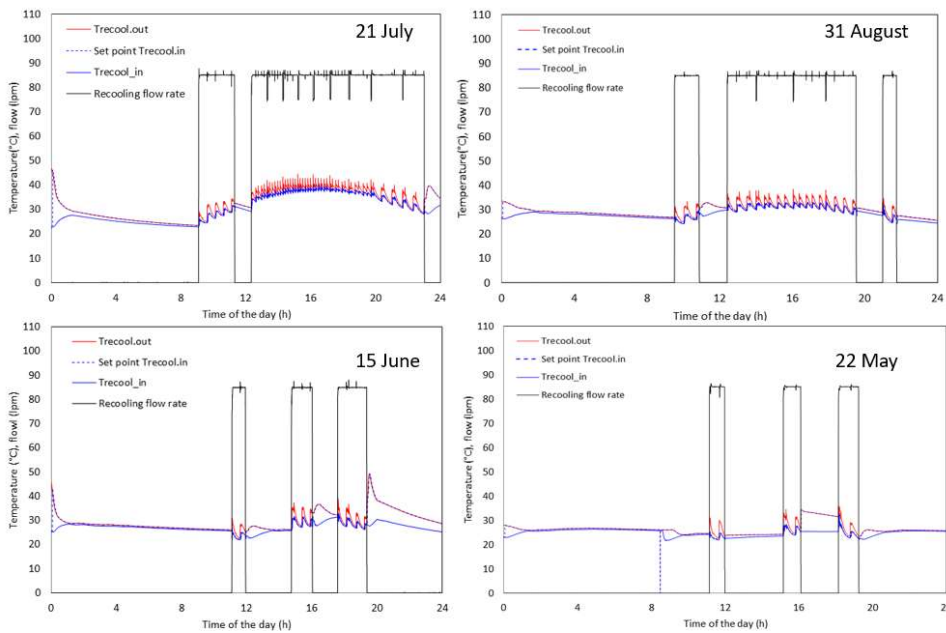 110
100
90
80
70
60
50
40
30
20
10
0
Temperature(°C), flow (lpm)
Trecool.out
Set point Trecool.in
Trecool_in
Recooling flow rate
21 July
0 4 8 12 16 20 24
Time of the day (h)
110
100
90
80
70
60
50
40
30
20
10
0
Temperature(°C), flow (lpm)
Trecool.out
Set point Trecool.in
Trecool_in
Recooling flow rate
31 August
0 4 8 12 16 20 24
Time of the day (h)
110
100
90
80
70
60
50
40
30
20
10
0
Temperature (°C), flow (lpm)
Trecool.out
Set point Trecool.in
Trecool_in
Recooling flow rate
15 June
0 4 8 12 16 20 24
Time of the day (h)
110
100
90
80
70
60
50
40
30
20
10
0
Temperature(°C), flow (lpm)
Trecool.out
Set point Trecool.in
Trecool_in
Recooling flow rate
22 May
0 4 8 12 16 20 24
Time of the day (h)